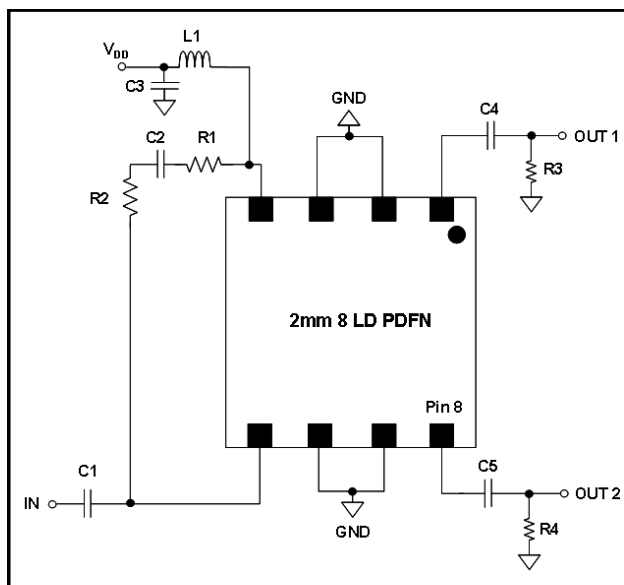 L1
V_DD
C3
GND
C4
OUT 1
C2
R1
R3
R2
2mm 8 LD PDFN
Pin 8
C1
C5
IN
OUT 2
GND
R4